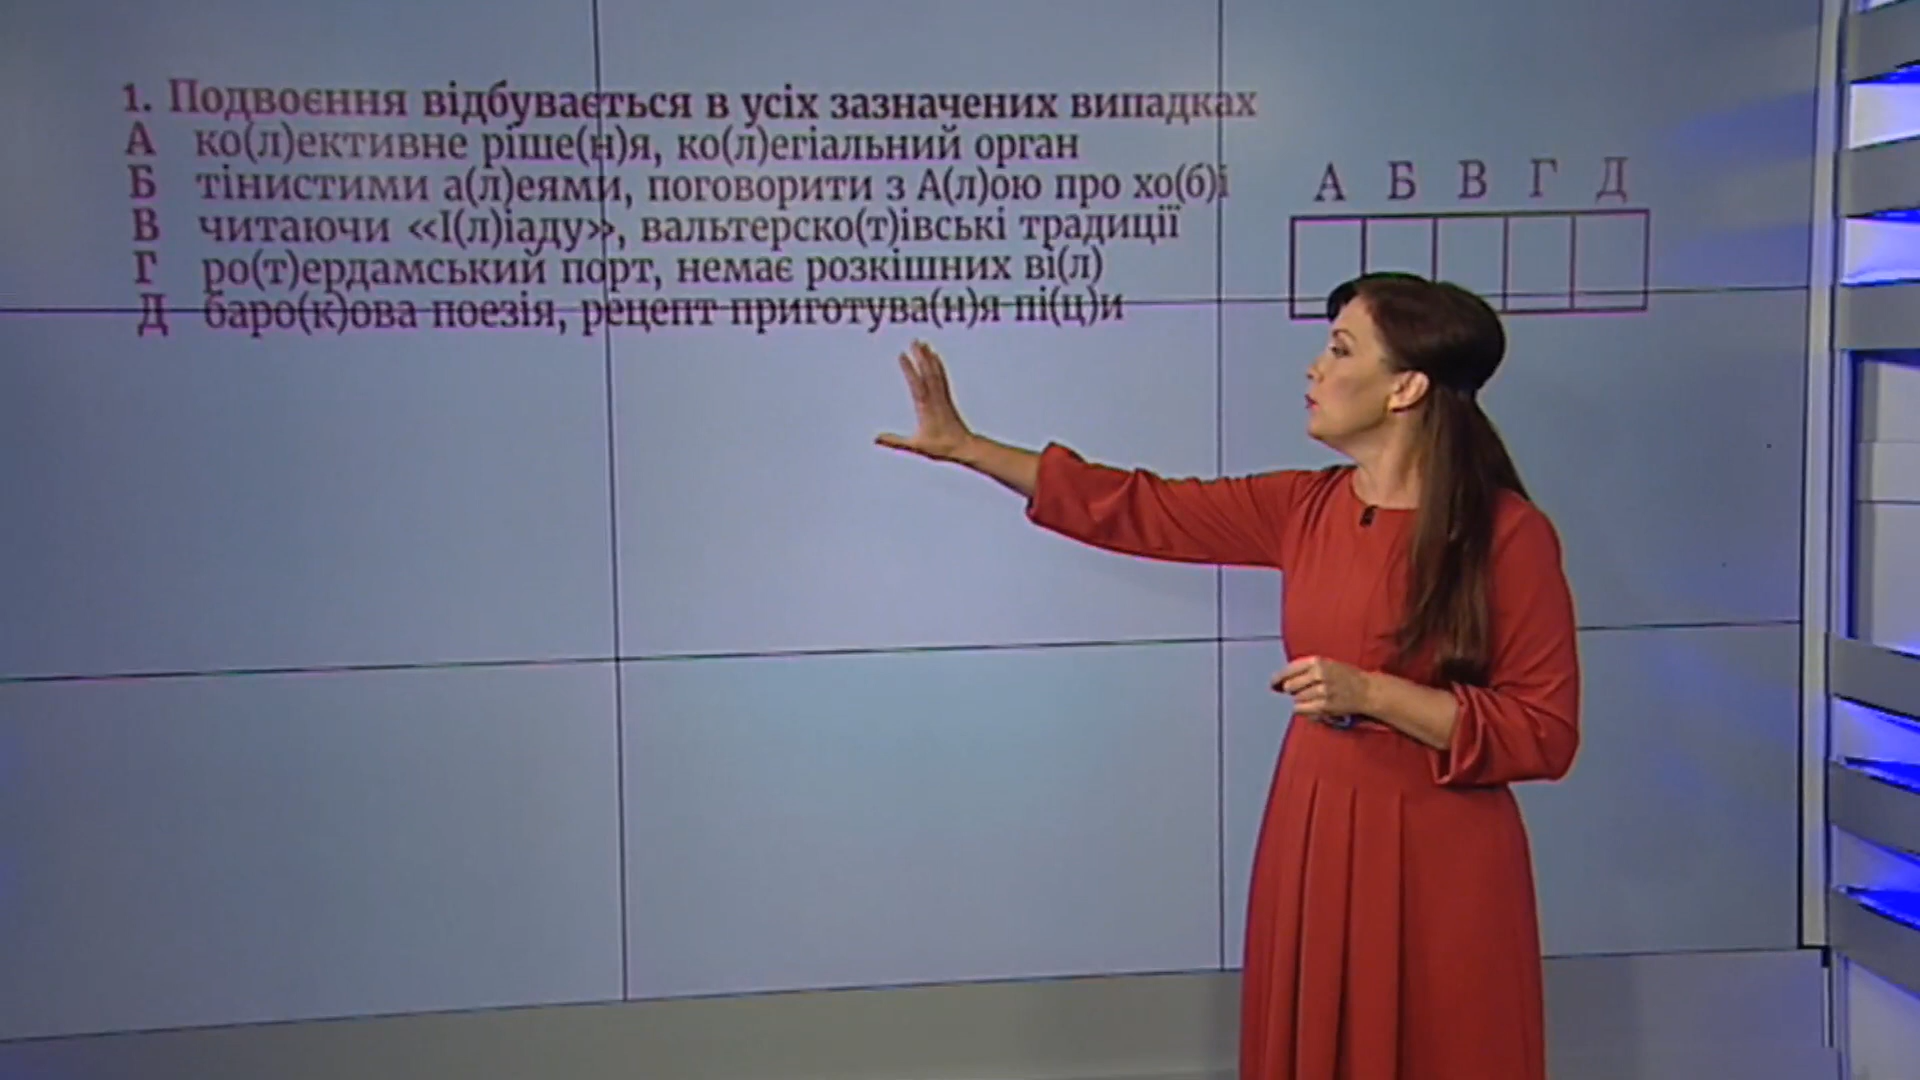 1. Подвоєння відбувається в усіх зазначених випадках
А ко(л)ективне ріше(н)я, ко(л)егіальний орган
Б тінистими а(л)еями, поговорити з А(л)ою про хо(б)і
В читаючи «І(л)іаду», вальтерско(т)івські традиції
Г ро(т)ердамський порт, немає розкішних ві(л)
Д баро(к)ова поезія, рецепт приготува(н)я пі(ц)и
А Б В Г Д